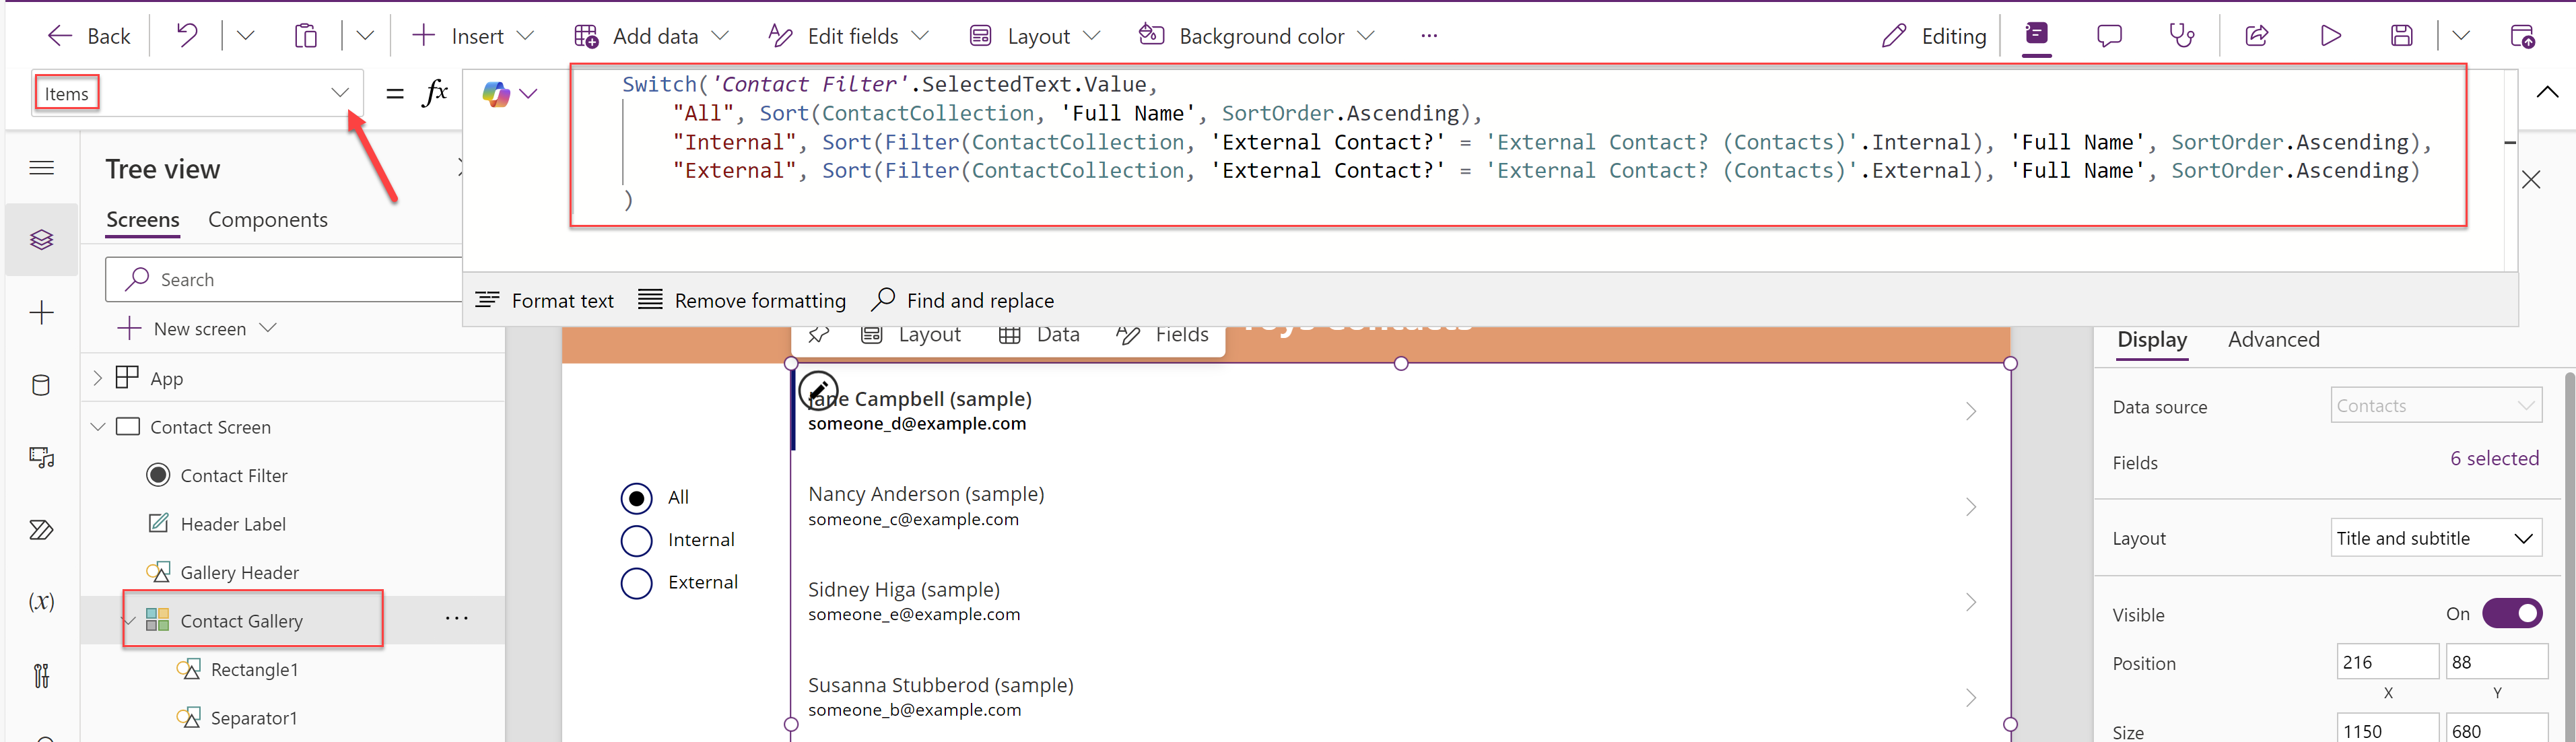 Back
Insert
Add data
Edit fields
Layout
Background color
...
Editing
Items
= fx
Switch('Contact Filter'.SelectedText.Value,
"All", Sort(ContactCollection, 'Full Name', SortOrder.Ascending),
"Internal", Sort(Filter(ContactCollection, 'External Contact?' = 'External Contact? (Contacts)'.Internal), 'Full Name', SortOrder.Ascending),
"External", Sort(Filter(ContactCollection, 'External Contact?' = 'External Contact? (Contacts)'.External), 'Full Name', SortOrder.Ascending)
)
Format text
Remove formatting
Find and replace
Tree view
Screens
Components
Search
New screen
App
Contact Screen
Contact Filter
Header Label
Gallery Header
Contact Gallery
...
Rectangle1
Separator1
(x)
Layout
Data
Fields
Toys Contacts
All
Internal
External
Jane Campbell (sample)
someone_d@example.com
Nancy Anderson (sample)
someone_c@example.com
Sidney Higa (sample)
someone_e@example.com
Susanna Stubberod (sample)
someone_b@example.com
Display
Advanced
Data source
Contacts
Fields
6 selected
Layout
Title and subtitle
Visible
On
Position
216
88
X
Y
Size
1150
680